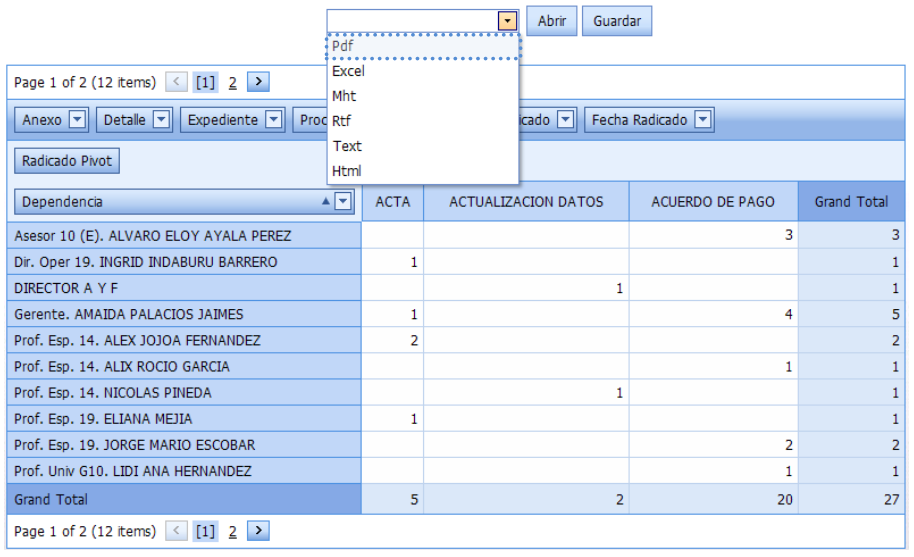 Abrir Guardar
Pdf
Excel
Mht
Rtf
Text
Html
Page 1 of 2 (12 items) < [1] 2 >
Anexo Detalle Expediente Fecha Radicado
Radicado Pivot
Dependencia ACTA ACTUALIZACION DATOS ACUERDO DE PAGO Grand Total
Asesor 10 (E). ALVARO ELOY AYALA PEREZ 3 3
Dir. Oper 19. INGRID INDABURU BARRERO 1 1
DIRECTOR A Y F 1 1
Gerente. AMAIDA PALACIOS JAIMES 1 4 5
Prof. Esp. 14. ALEX JOJOA FERNANDEZ 2 2
Prof. Esp. 14. ALIX ROCIO GARCIA 1 1
Prof. Esp. 14. NICOLAS PINEDA 1 1
Prof. Esp. 19. ELIANA MEJIA 1 1
Prof. Esp. 19. JORGE MARIO ESCOBAR 2 2
Prof. Univ G10. LIDI ANA HERNANDEZ 1 1
Grand Total 5 2 20 27
Page 1 of 2 (12 items) < [1] 2 >